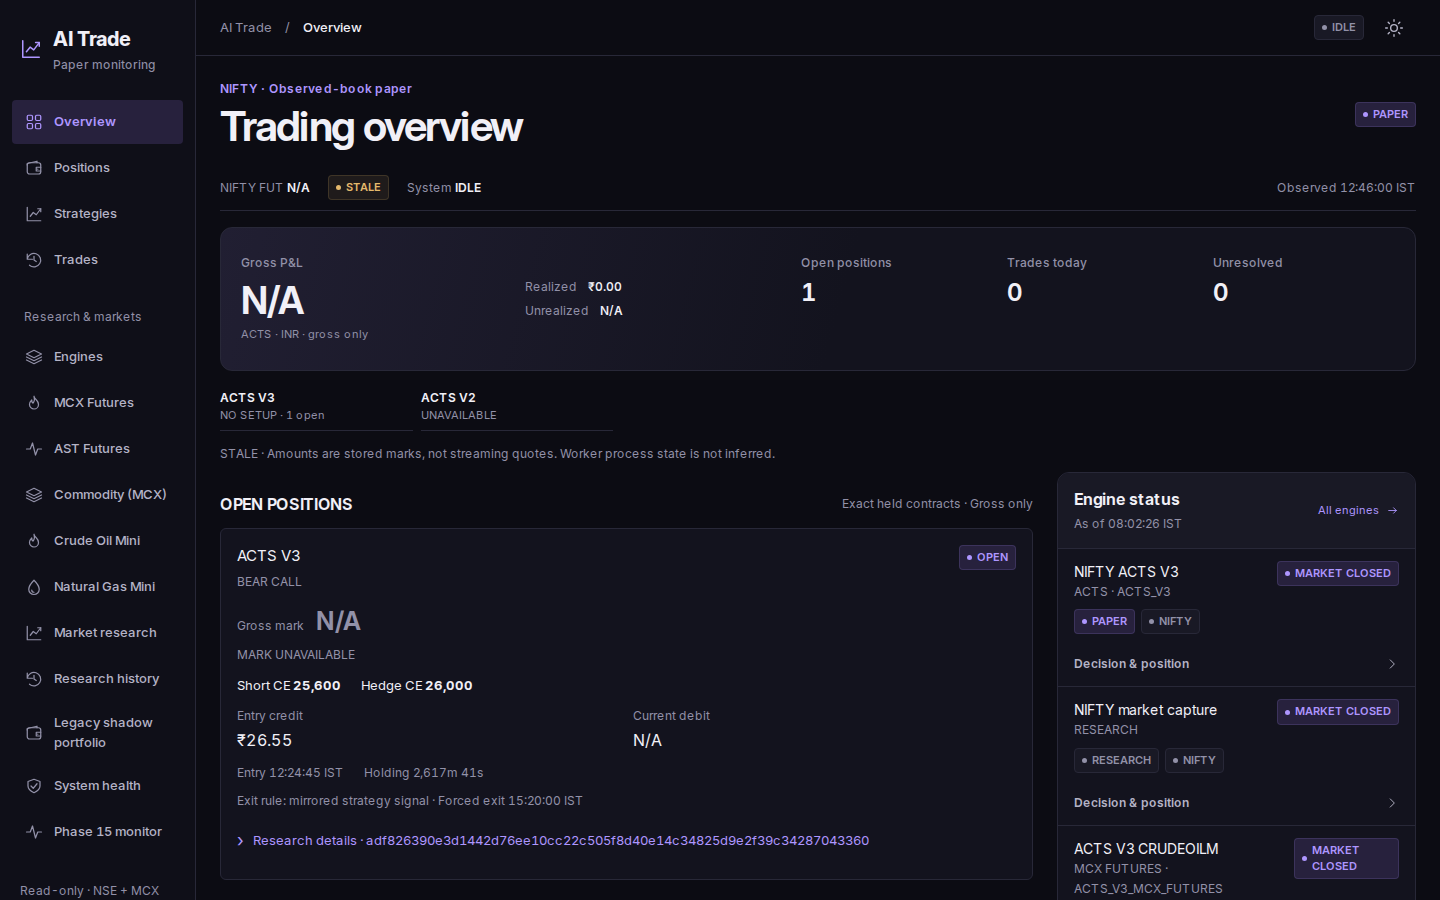 AI Trade
Paper monitoring
Overview
Positions
Strategies
Trades
Research & markets
Engines
MCX Futures
AST Futures
Commodity (MCX)
Crude Oil Mini
Natural Gas Mini
Market research
Research history
Legacy shadow
portfolio
System health
Phase 15 monitor
Read-only · NSE + MCX
AI Trade / Overview
IDLE
NIFTY · Observed-book paper
Trading overview
PAPER
NIFTY FUT N/A STALE System IDLE Observed 12:46:00 IST
Gross P&L
N/A
ACTS · INR · gross only
Realized ₹0.00
Unrealized N/A
Open positions
1
Trades today
0
Unresolved
0
ACTS V3
NO SETUP · 1 open
ACTS V2
UNAVAILABLE
STALE · Amounts are stored marks, not streaming quotes. Worker process state is not inferred.
OPEN POSITIONS
Exact held contracts · Gross only
ACTS V3
OPEN
BEAR CALL
Gross mark N/A
MARK UNAVAILABLE
Short CE 25,600 Hedge CE 26,000
Entry credit
₹26.55
Current debit
N/A
Entry 12:24:45 IST Holding 2,617m 41s
Exit rule: mirrored strategy signal · Forced exit 15:20:00 IST
Research details · adf826390e3d1442d76ee10cc22c505f8d40e14c34825d9e2f39c34287043360
Engine status
As of 08:02:26 IST
All engines →
NIFTY ACTS V3
MARKET CLOSED
ACTS · ACTS_V3
PAPER NIFTY
Decision & position
NIFTY market capture
MARKET CLOSED
RESEARCH
RESEARCH NIFTY
Decision & position
ACTS V3 CRUDEOILM
MARKET
CLOSED
MCX FUTURES ·
ACTS_V3_MCX_FUTURES